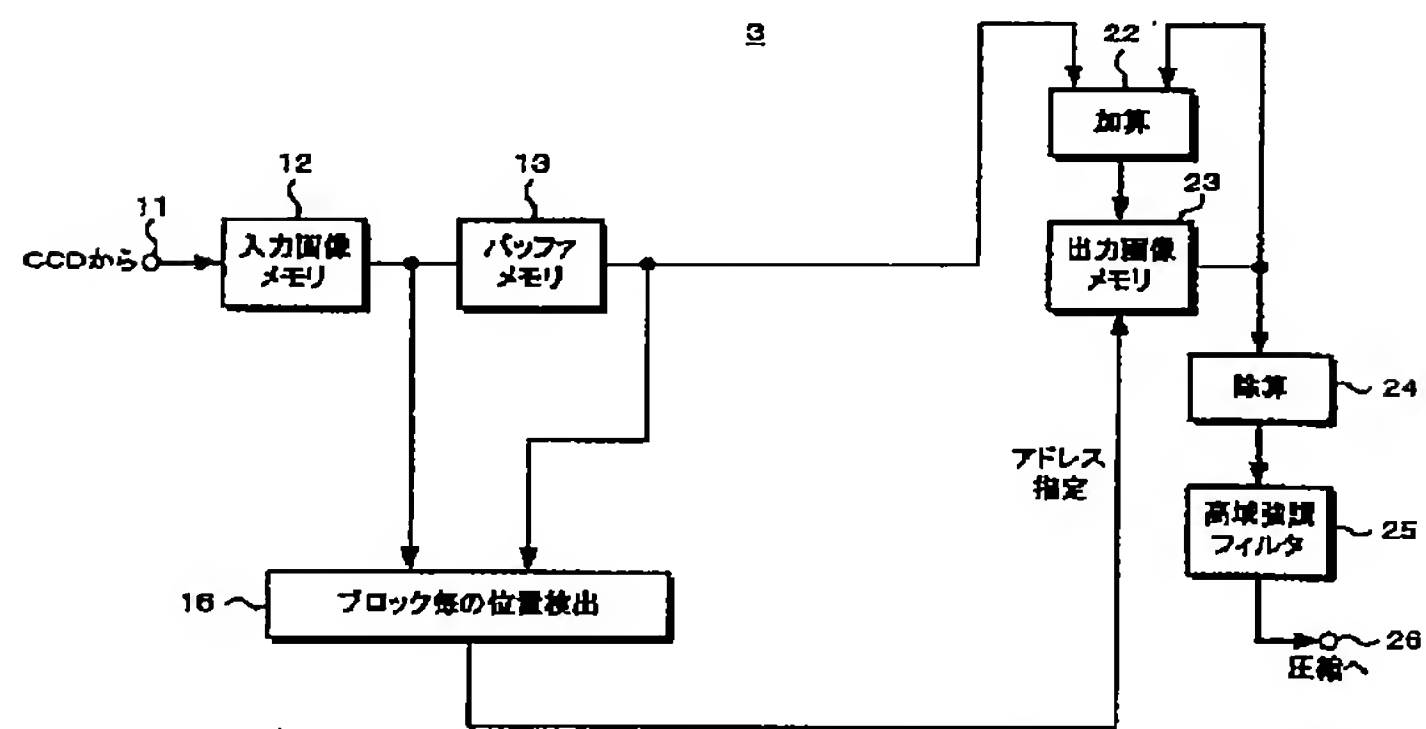 3
22
加算
12
13
23
11
CCDから
入力画像
メモリ
バッファ
メモリ
出力画像
メモリ
除算
24
アドレス
指定
高域強調
フィルタ
25
16
ブロック毎の位置検出
26
圧縮へ